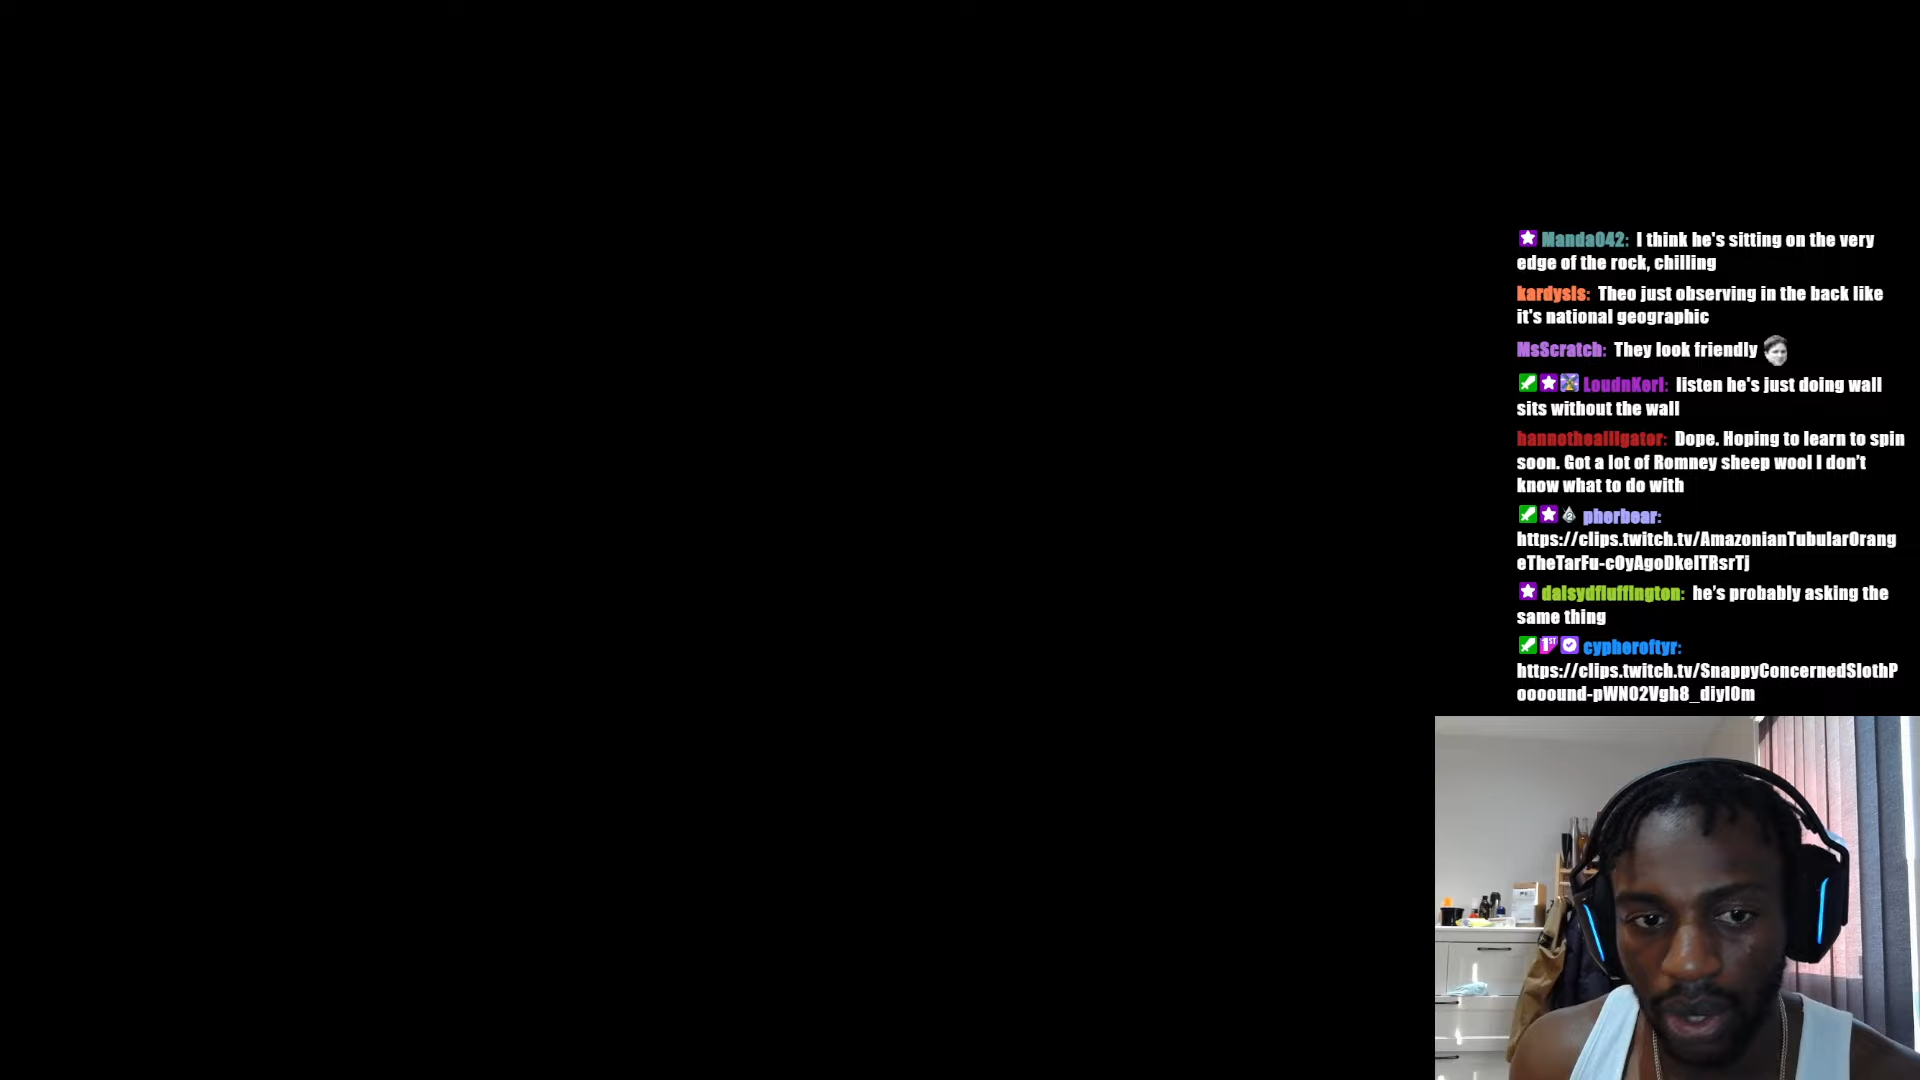 Manda042: I think he's sitting on the very
edge of the rock, chilling
kardysis: Theo just observing in the back like
it's national geographic
MsScratch: They look friendly
LoudnKerl: listen he's just doing wall
sits without the wall
hannothealligator: Dope. Hoping to learn to spin
soon. Got a lot of Romney sheep wool I don't
know what to do with
pherbear:
https://clips.twitch.tv/AmazonianTubularOrang
eTheTarFu-cOyAgoDkelTRsrTj
daisydfluffington: he's probably asking the
same thing
1ST cypheroftyr:
https://clips.twitch.tv/SnappyConcernedSlothP
oooound-pWNO2Vgh8_diyl0m